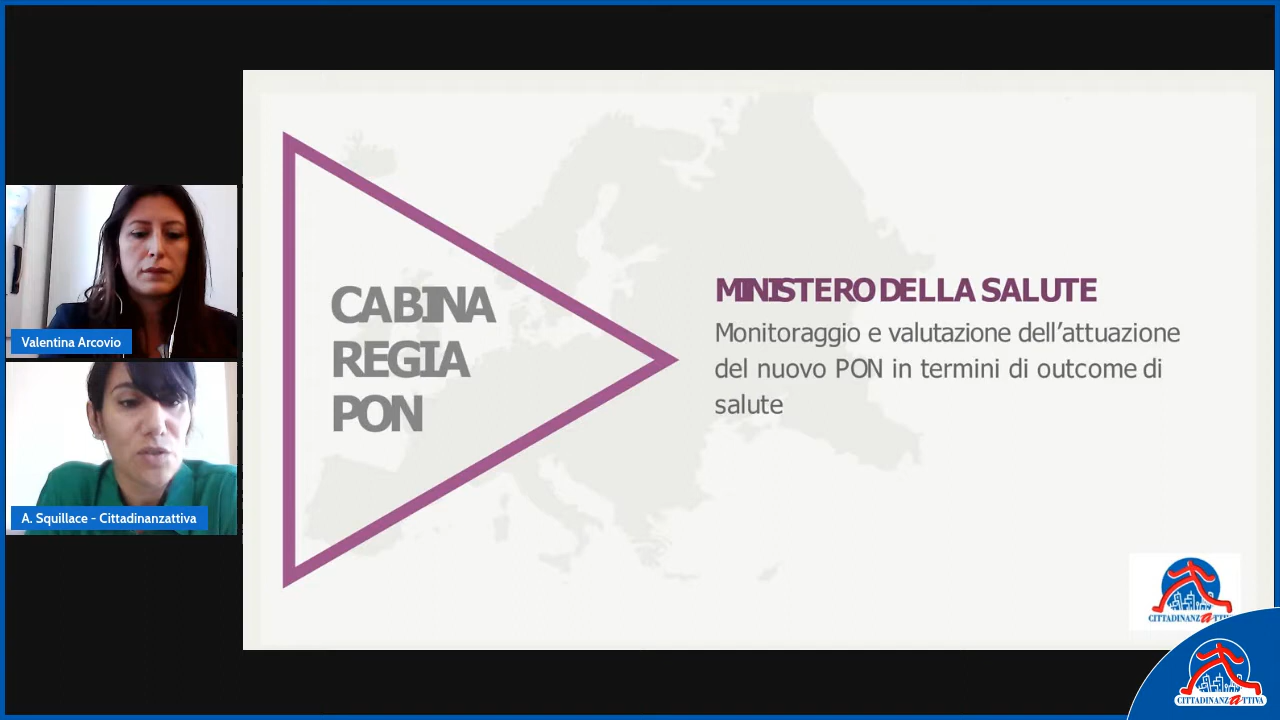 Valentina Arcovio
A. Squillace - Cittadinanzattiva
CABINA
REGIA
PON
MINISTERO DELLA SALUTE
Monitoraggio e valutazione dell'attuazione
del nuovo PON in termini di outcome di
salute
CITTADINANZATTIVA
CITTADINANZATTIVA